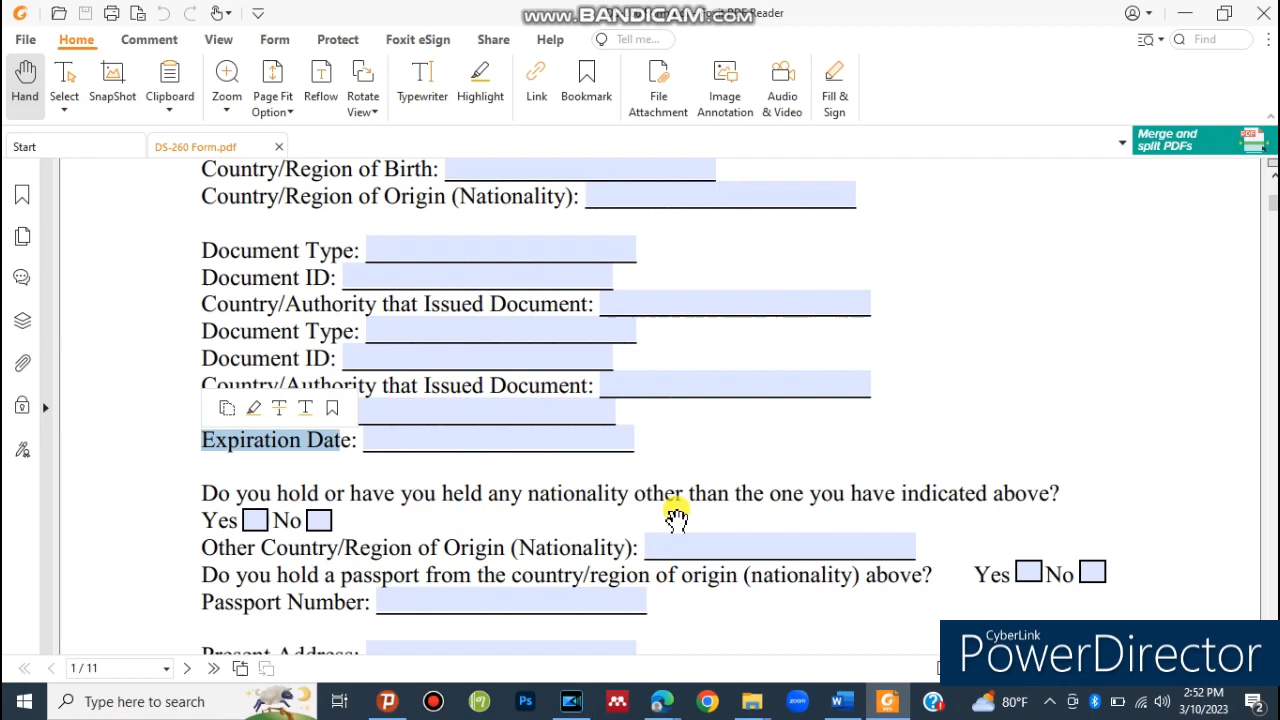 www.BANDICAM.com
PDF Reader
File
Home
Comment
View
Form
Protect
Foxit eSign
Share
Help
Tell me...
Find
Hand
Select
SnapShot
Clipboard
Zoom
Page Fit Option
Reflow
Rotate View
Typewriter
Highlight
Link
Bookmark
File Attachment
Image Annotation
Audio & Video
Fill & Sign
Start
DS-260 Form.pdf
Merge and split PDFs
PDF
Country/Region of Birth:
Country/Region of Origin (Nationality):
Document Type:
Document ID:
Country/Authority that Issued Document:
Document Type:
Document ID:
Country/Authority that Issued Document:
Expiration Date:
Do you hold or have you held any nationality other than the one you have indicated above?
Yes No
Other Country/Region of Origin (Nationality):
Do you hold a passport from the country/region of origin (nationality) above? Yes No
Passport Number:
Present Address:
CyberLink
PowerDirector
1 / 11
Type here to search
Ps
80°F
2:52 PM
3/10/2023
2